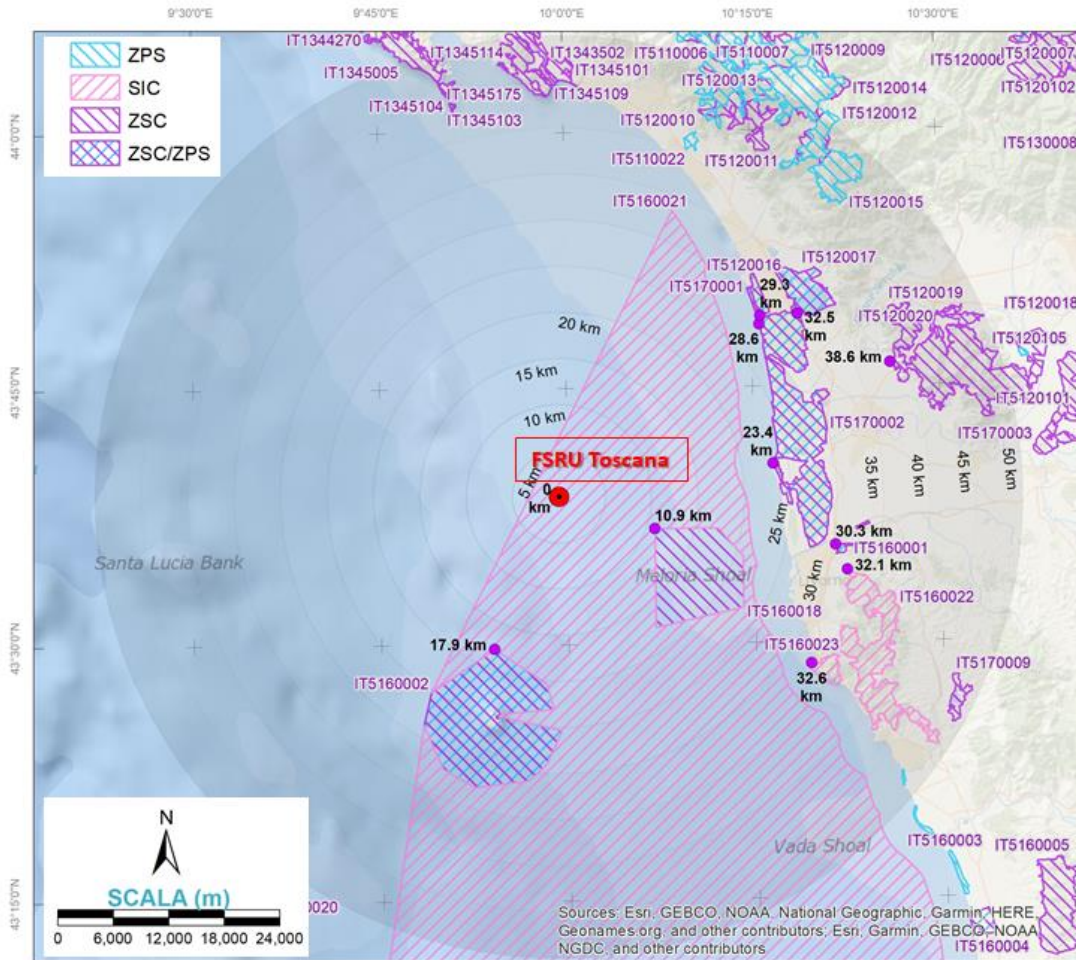 9°30'0"E
9°45'0"E
10°0'0"E
10°15'0"E
10°30'0"E
ZPS
SIC
ZSC
ZSC/ZPS
IT1344270
IT1345114
IT1343502
IT1345005
IT1345101
IT1345175
IT1345109
IT1345104
IT1345103
IT5110006
IT5110007
IT5120009
IT5120013
IT5120014
IT5120010
IT5120012
IT5110022
IT5120011
IT5120015
IT5120102
IT5130008
44°0'0"N
IT5160021
IT5120016
IT5120017
IT5170001
29.3
km
IT5120019
IT5120018
IT5120020
32.5
km
28.6
km
IT5120105
38.6 km
IT5120101
IT5170003
43°45'0"N
20 km
15 km
10 km
5 km
IT5170002
23.4
km
FSRU Toscana
0
km
25 km
30 km
35 km
40 km
45 km
50 km
10.9 km
30.3 km
IT5160001
32.1 km
Santa Lucia Bank
Meloria Shoal
IT5160018
IT5160022
43°30'0"N
17.9 km
IT5160023
IT5160002
32.6
km
IT5170009
Vada Shoal
IT5160003
IT5160005
IT5160004
43°15'0"N
0020
N
SCALA (m)
0 6,000 12,000 18,000 24,000
Sources: Esri, GEBCO, NOAA, National Geographic, Garmin, HERE,
Geonames.org, and other contributors; Esri, Garmin, GEBCO, NOAA
NGDC, and other contributors